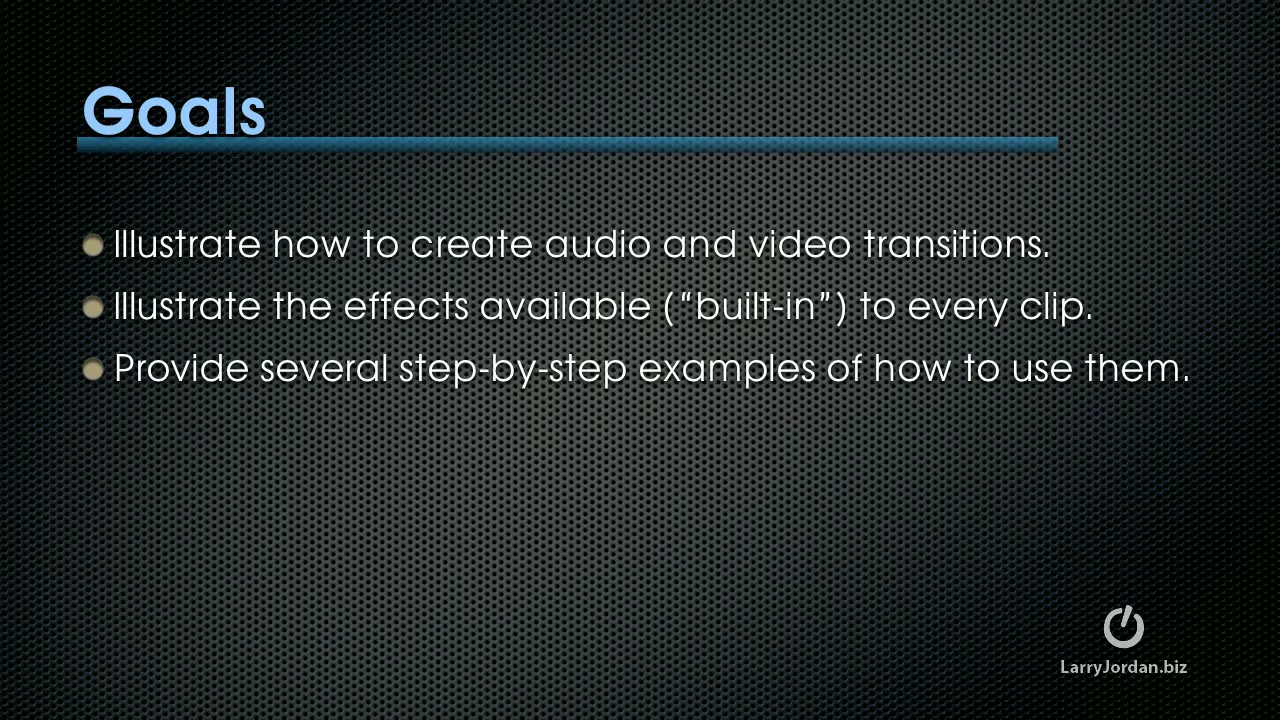 Goals
Illustrate how to create audio and video transitions.
Illustrate the effects available (“built-in”) to every clip.
Provide several step-by-step examples of how to use them.
LarryJordan.biz